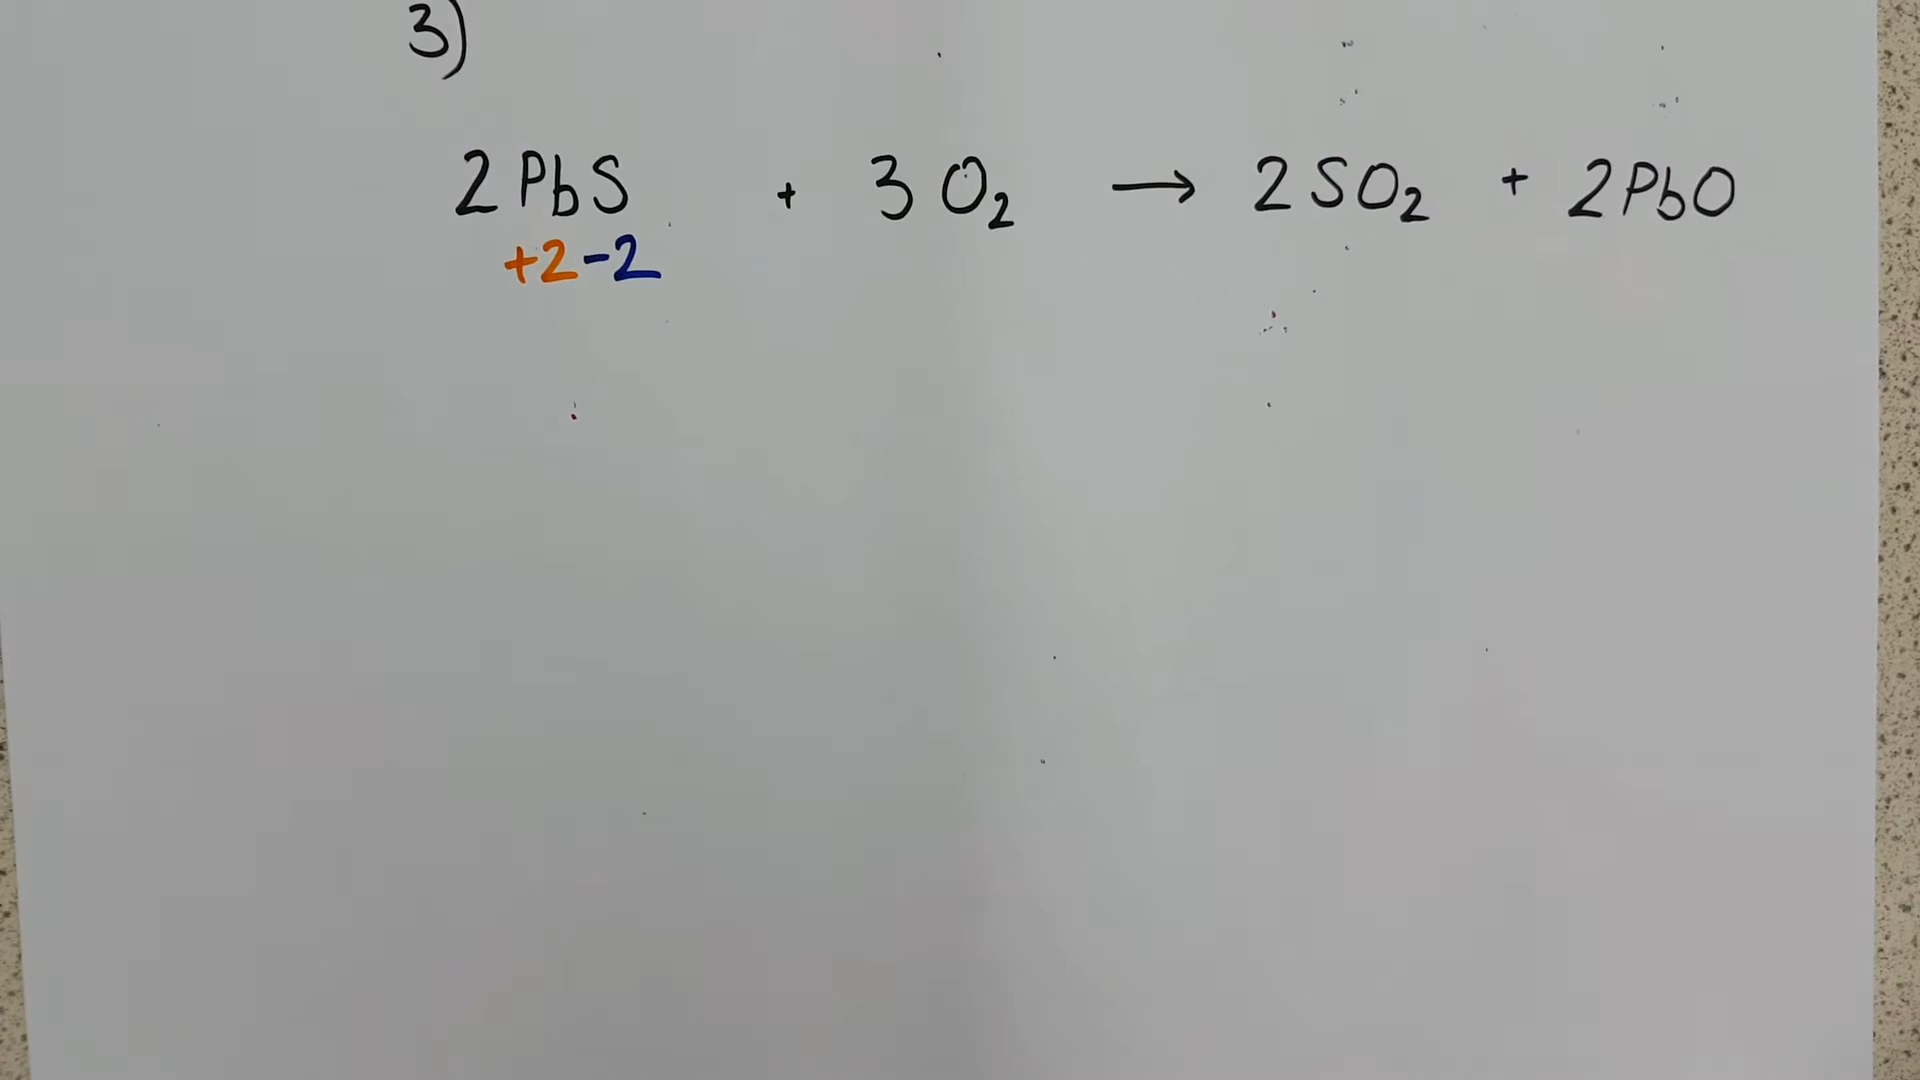 3)
2PbS + 3O₂ → 2SO₂ + 2PbO
+2-2